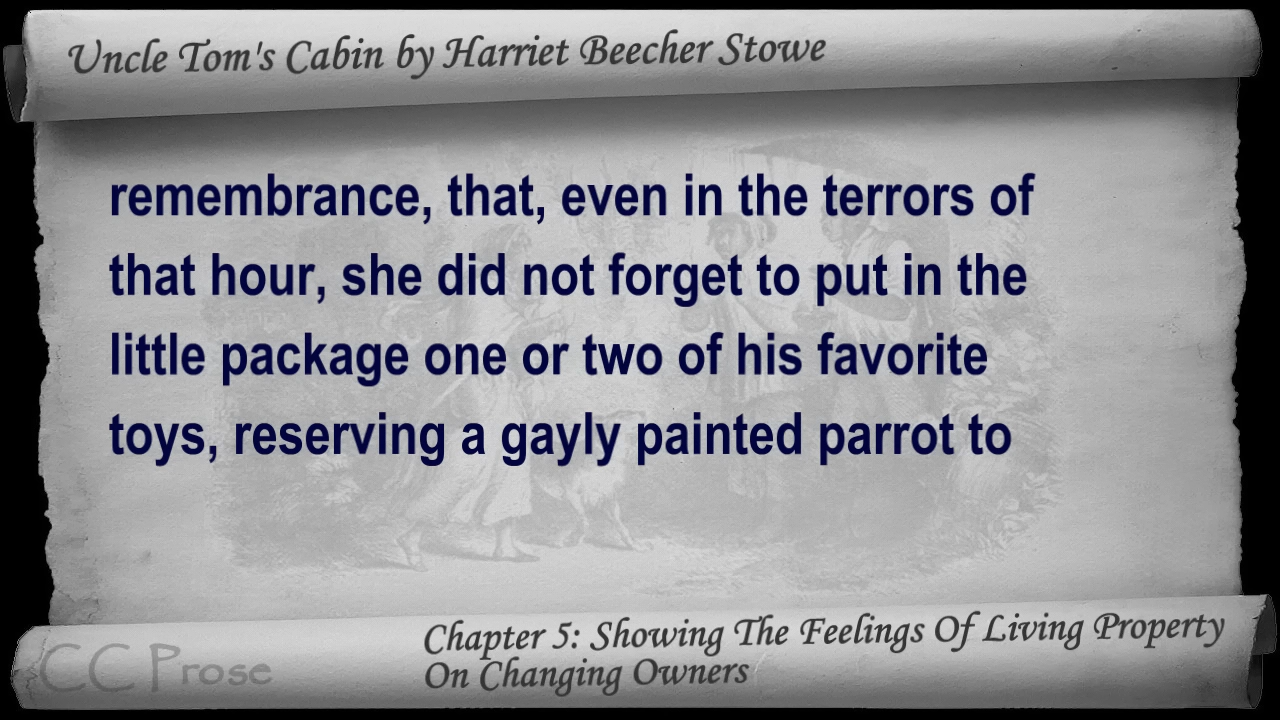 Uncle Tom's Cabin by Harriet Beecher Stowe
remembrance, that, even in the terrors of
that hour, she did not forget to put in the
little package one or two of his favorite
toys, reserving a gayly painted parrot to
Chapter 5: Showing The Feelings Of Living Property
On Changing Owners
CC Prose